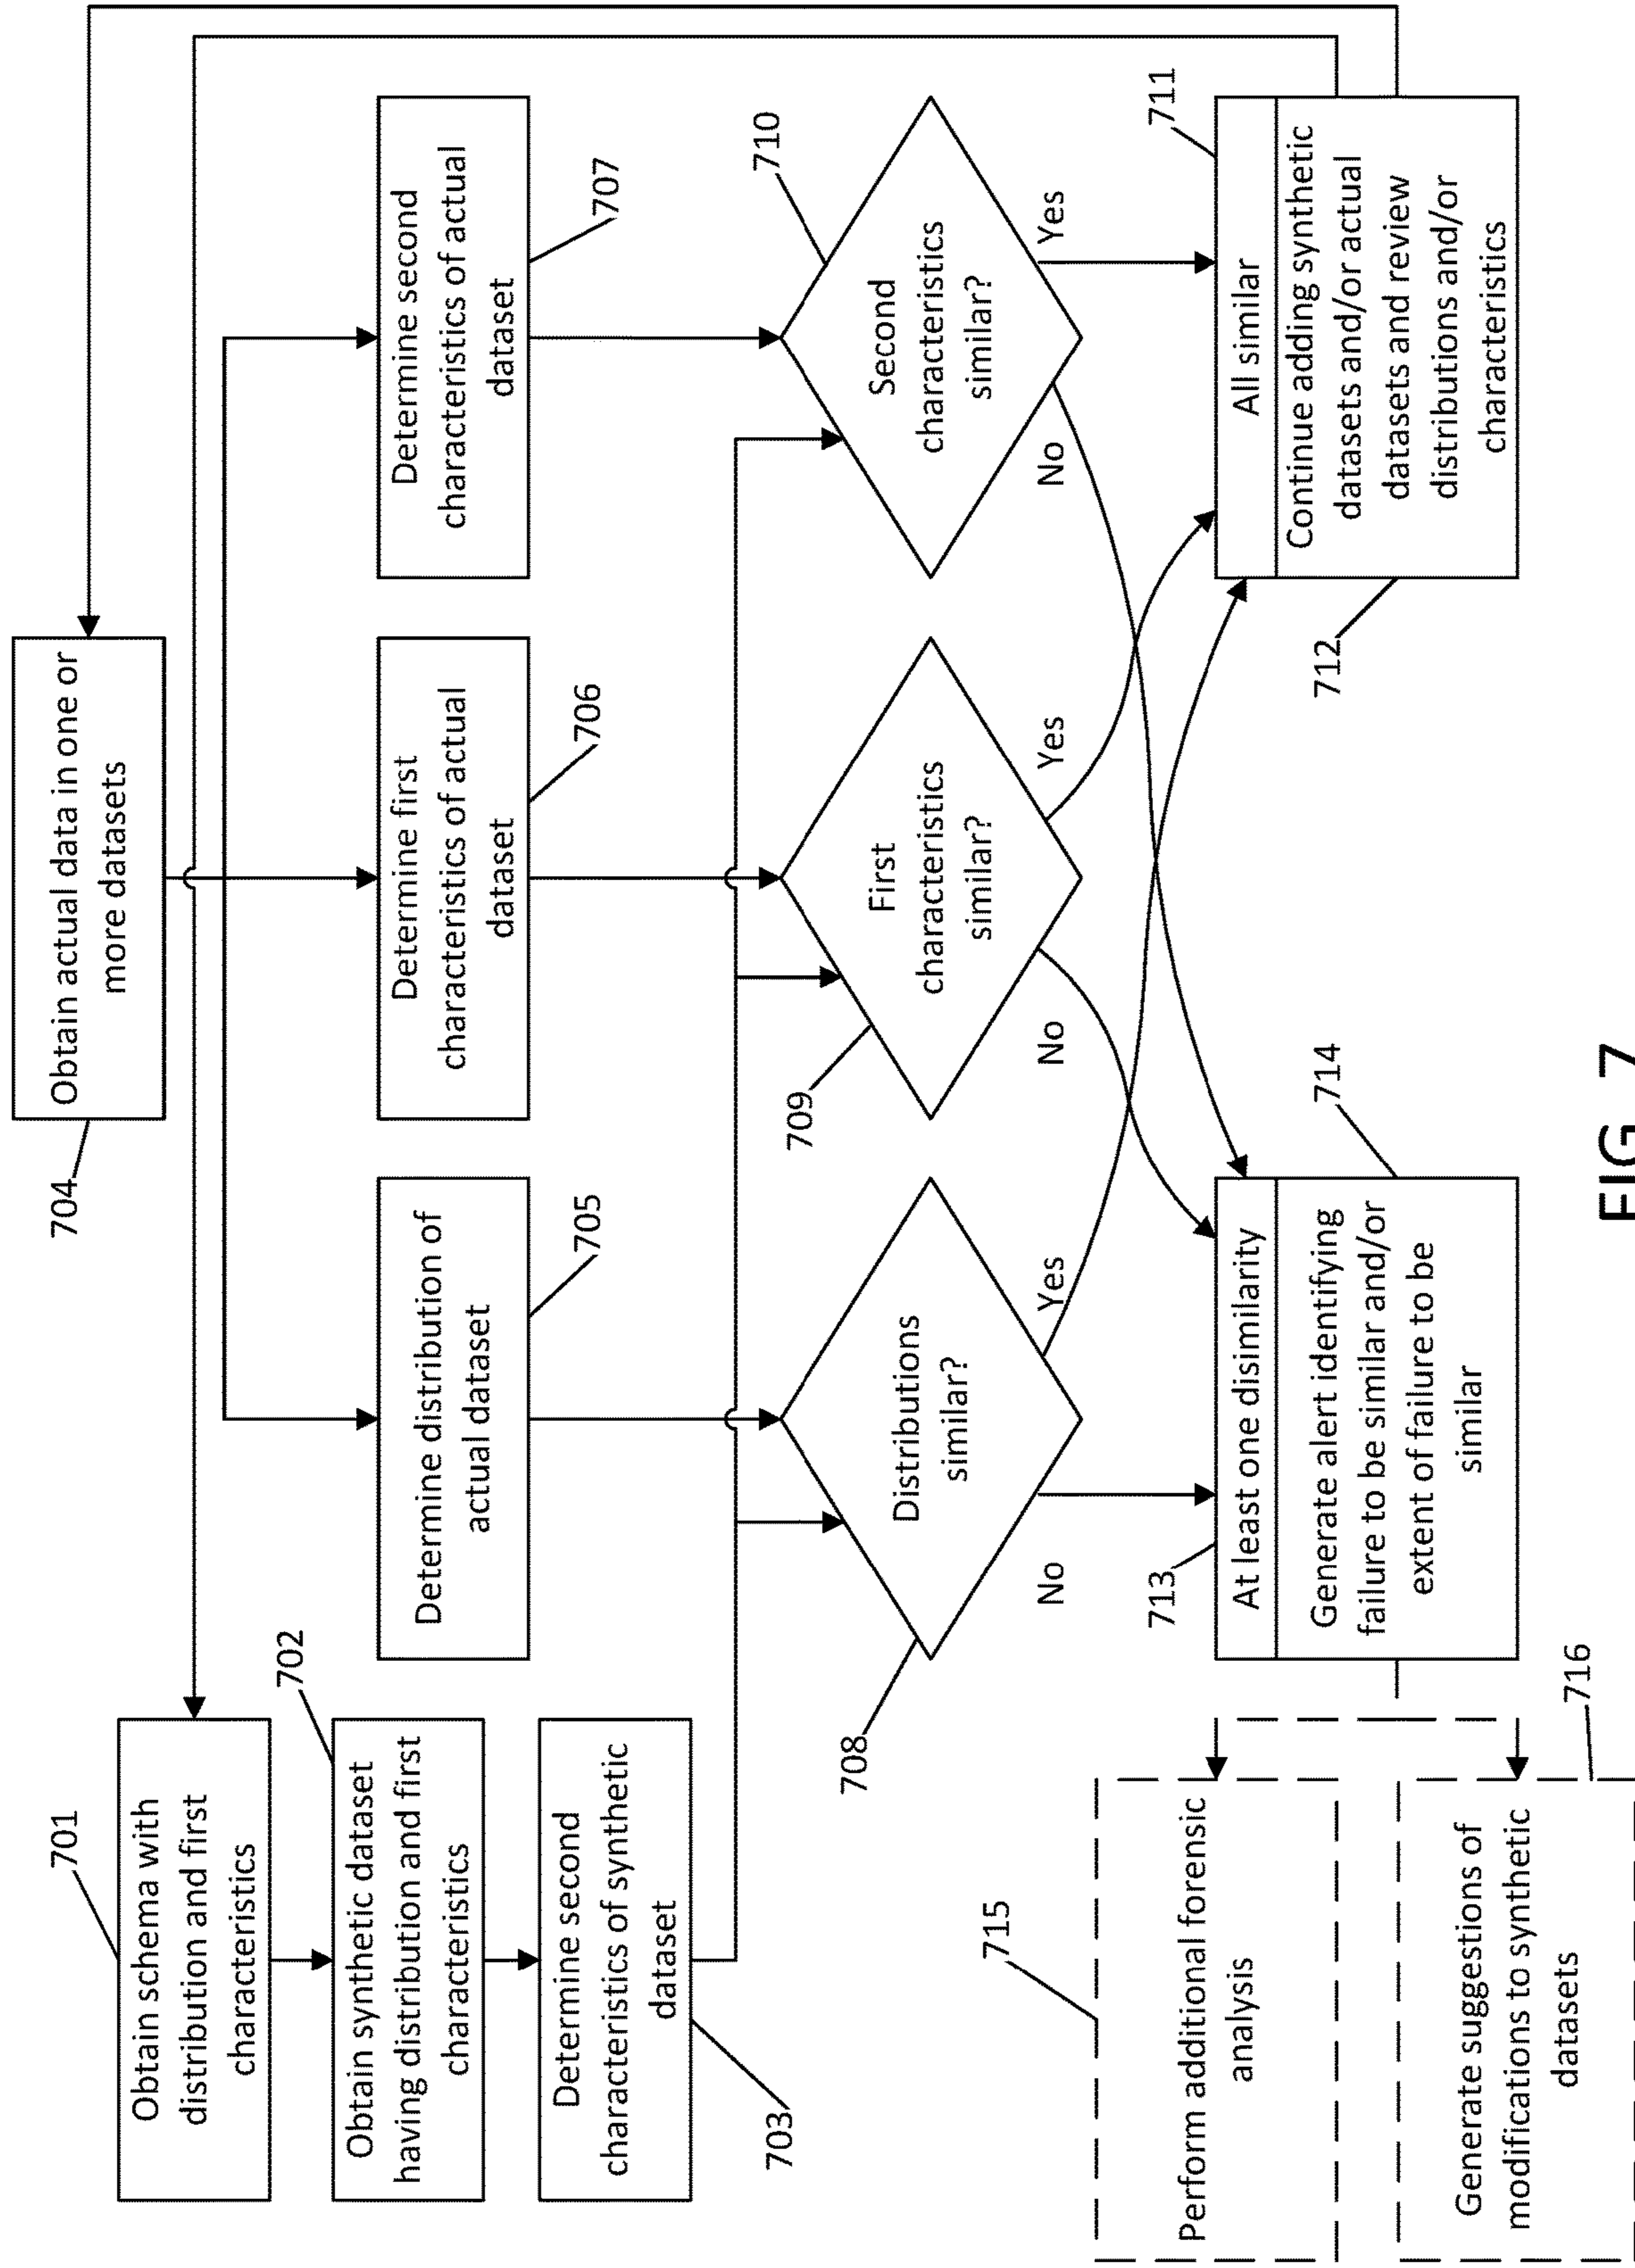 701
Obtain schema with
distribution and first
characteristics
702
Obtain synthetic dataset
having distribution and first
characteristics
703
Determine second
characteristics of synthetic
dataset
704
Obtain actual data in one or
more datasets
705
Determine distribution of
actual dataset
706
Determine first
characteristics of actual
dataset
707
Determine second
characteristics of actual
dataset
708
Distributions
similar?
No
Yes
709
First
characteristics
similar?
No
Yes
710
Second
characteristics
similar?
No
Yes
711
All similar
712
Continue adding synthetic
datasets and/or actual
datasets and review
distributions and/or
characteristics
713
At least one disimilarity
714
Generate alert identifying
failure to be similar and/or
extent of failure to be
similar
715
Perform additional forensic
analysis
716
Generate suggestions of
modifications to synthetic
datasets
FIG. 7